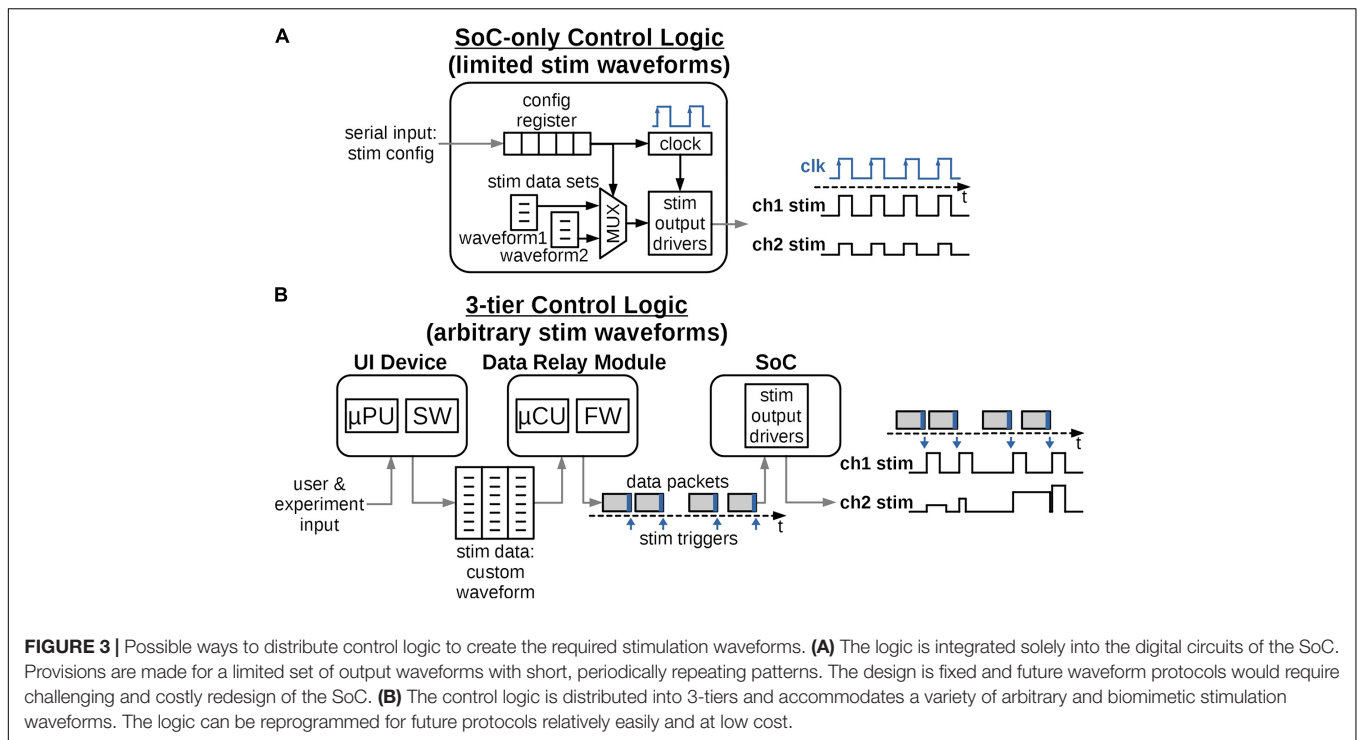 A
SoC-only Control Logic
(limited stim waveforms)
config
register
serial input:
stim config
clock
stim data sets
waveform1
waveform2
MUX
stim
output
drivers
clk
t
ch1 stim
ch2 stim
B
3-tier Control Logic
(arbitrary stim waveforms)
UI Device
Data Relay Module
SoC
µPU
SW
µCU
FW
stim
output
drivers
user &
experiment
input
stim data:
custom
waveform
data packets
t
stim triggers
t
ch1 stim
ch2 stim
FIGURE 3 | Possible ways to distribute control logic to create the required stimulation waveforms. (A) The logic is integrated solely into the digital circuits of the SoC.
Provisions are made for a limited set of output waveforms with short, periodically repeating patterns. The design is fixed and future waveform protocols would require
challenging and costly redesign of the SoC. (B) The control logic is distributed into 3-tiers and accommodates a variety of arbitrary and biomimetic stimulation
waveforms. The logic can be reprogrammed for future protocols relatively easily and at low cost.